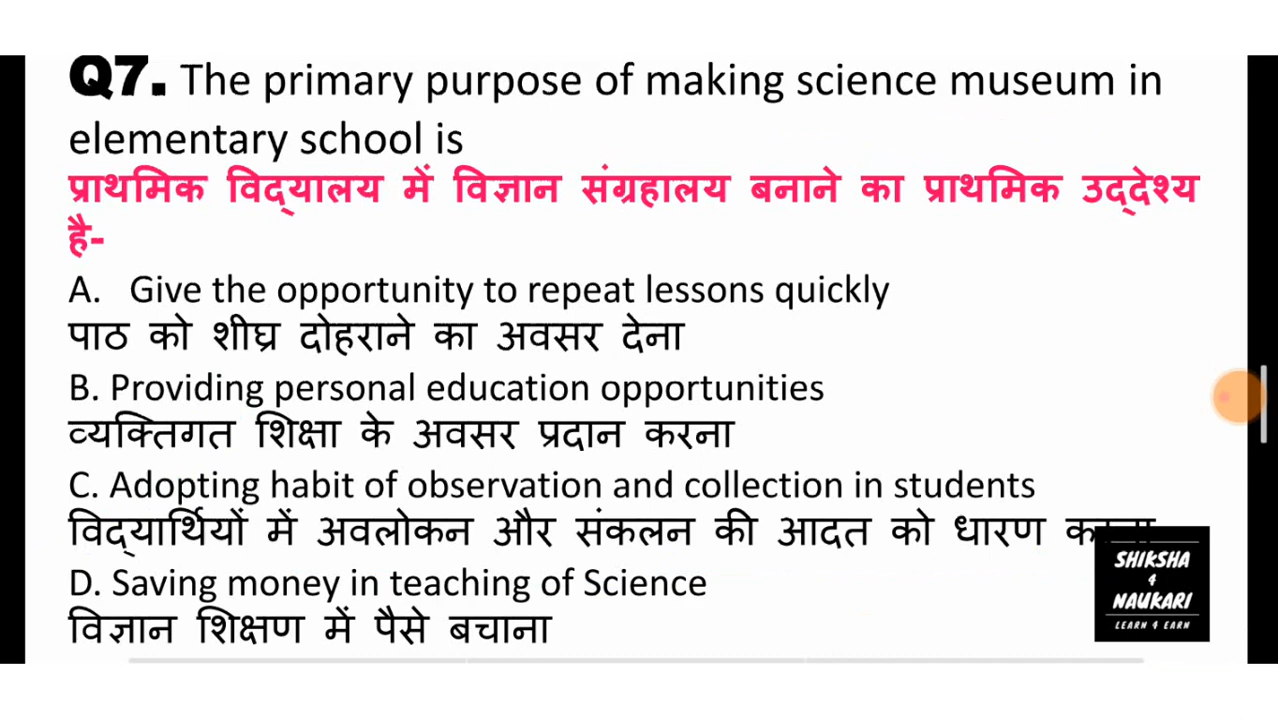 Q7. The primary purpose of making science museum in
elementary school is
प्राथमिक विद्यालय में विज्ञान संग्रहालय बनाने का प्राथमिक उद्देश्य
है-
A. Give the opportunity to repeat lessons quickly
पाठ को शीघ्र दोहराने का अवसर देना
B. Providing personal education opportunities
व्यक्तिगत शिक्षा के अवसर प्रदान करना
C. Adopting habit of observation and collection in students
विद्यार्थियों में अवलोकन और संकलन की आदत को धारण
D. Saving money in teaching of Science
विज्ञान शिक्षण में पैसे बचाना
SHIKSHA
4
NAUKARI
LEARN 4 EARN